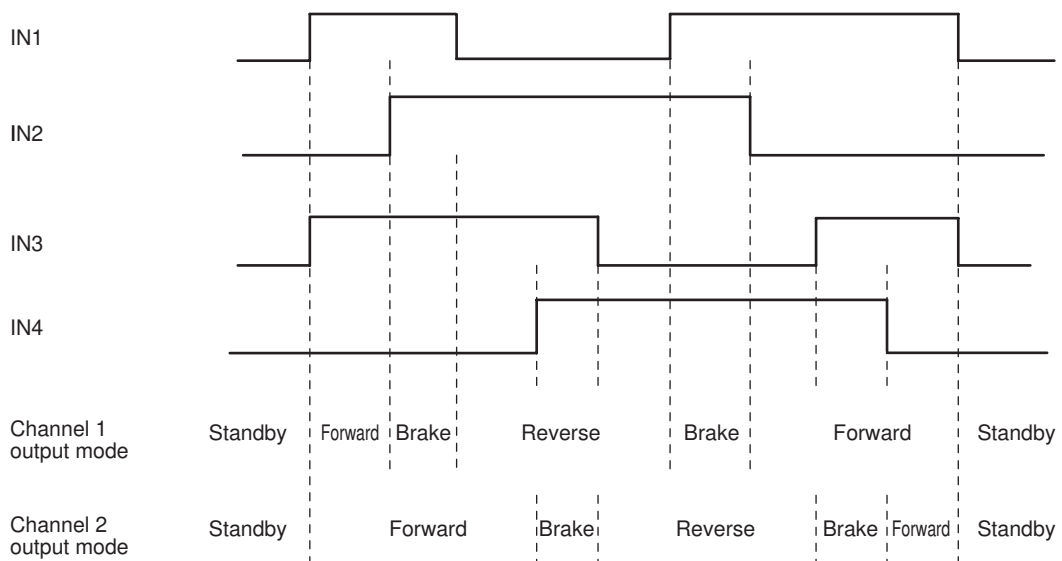 IN1
IN2
IN3
IN4
Channel 1
output mode
Standby Forward Brake Reverse Brake Forward Standby
Channel 2
output mode
Standby Forward Brake Reverse Brake Forward Standby